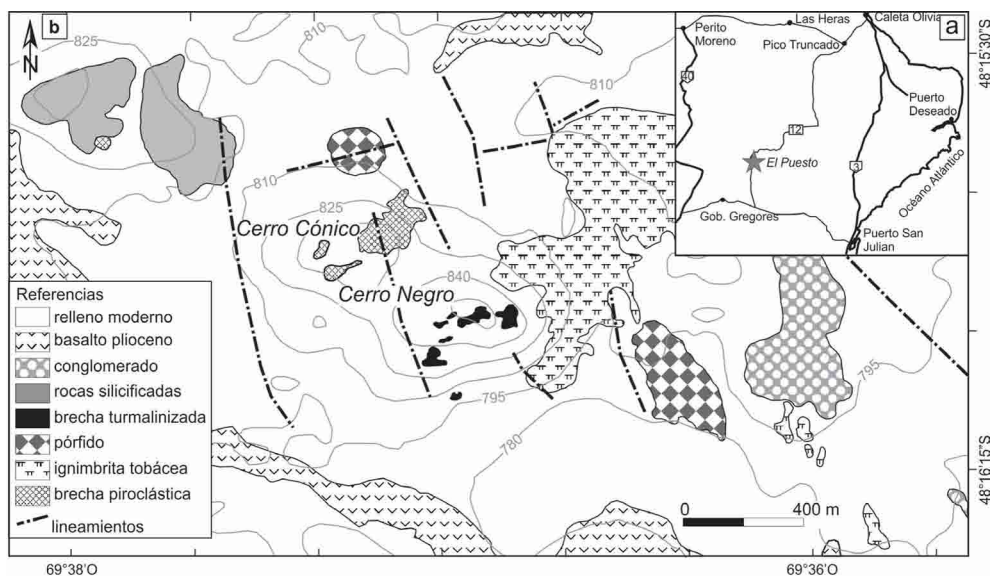 b
N
825
810
810
810
825
840
795
780
795
Cerro Cónico
Cerro Negro
a
Perito
Moreno
Las Heras
Caleta Olivia
Pico Truncado
Puerto
Deseado
40
12
3
El Puesto
Océano Atlántico
Gob. Gregores
Puerto San
Julian
Referencias
relleno moderno
basalto plioceno
conglomerado
rocas silicificadas
brecha turmalinizada
pórfido
ignimbrita tobácea
brecha piroclástica
lineamientos
0 400 m
48°15'30"S
48°16'15"S
69°38'O
69°36'O